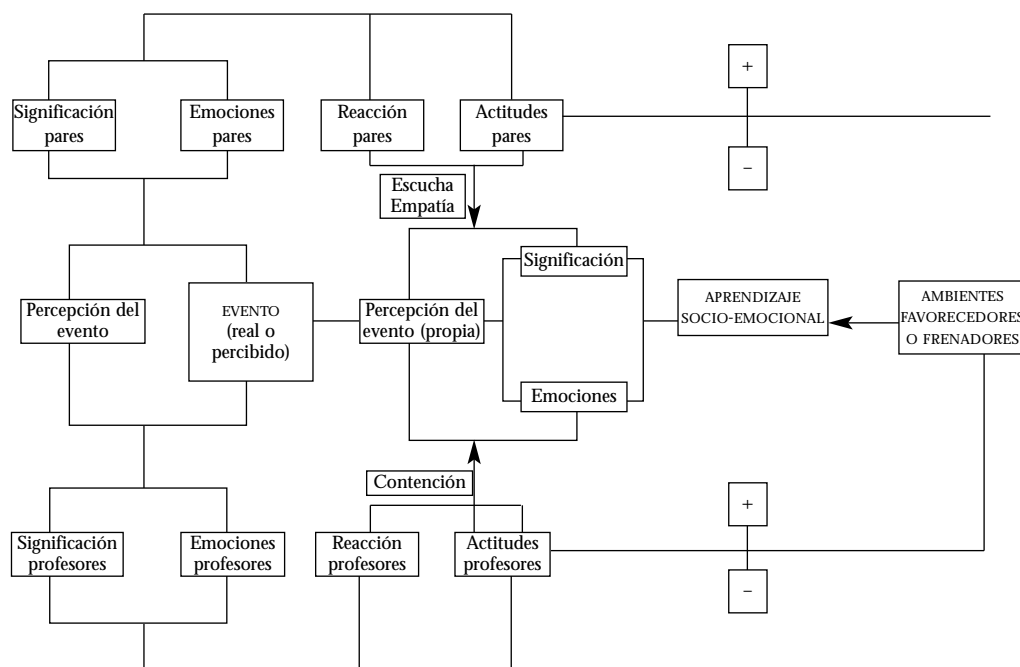 +
Significación
pares
Emociones
pares
Reacción
pares
Actitudes
pares
−
Escucha
Empatía
Significación
Percepción del
evento
EVENTO
(real o
percibido)
Percepción del
evento (propia)
APRENDIZAJE
SOCIO-EMOCIONAL
AMBIENTES
FAVORECEDORES
O FRENADORES
Emociones
Contención
+
Significación
profesores
Emociones
profesores
Reacción
profesores
Actitudes
profesores
−